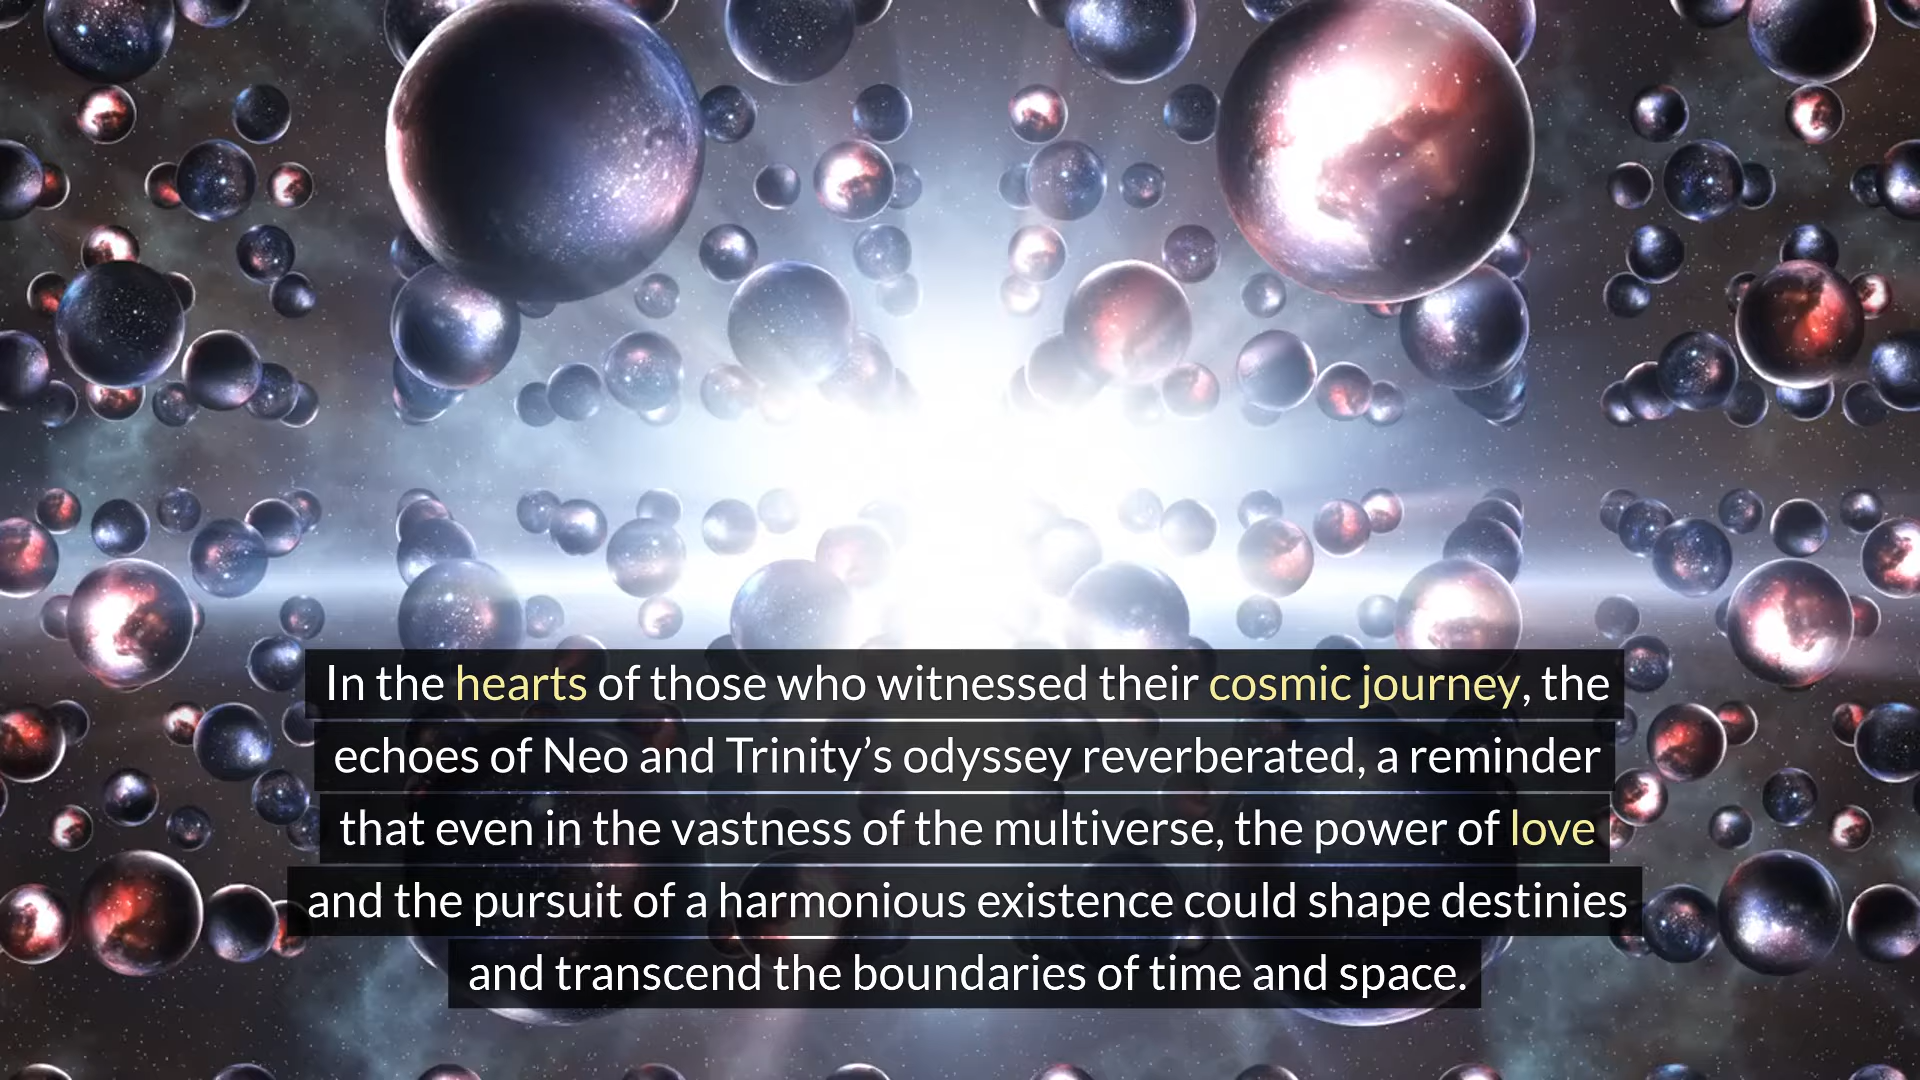 In the hearts of those who witnessed their cosmic journey, the
echoes of Neo and Trinity’s odyssey reverberated, a reminder
that even in the vastness of the multiverse, the power of love
and the pursuit of a harmonious existence could shape destinies
and transcend the boundaries of time and space.